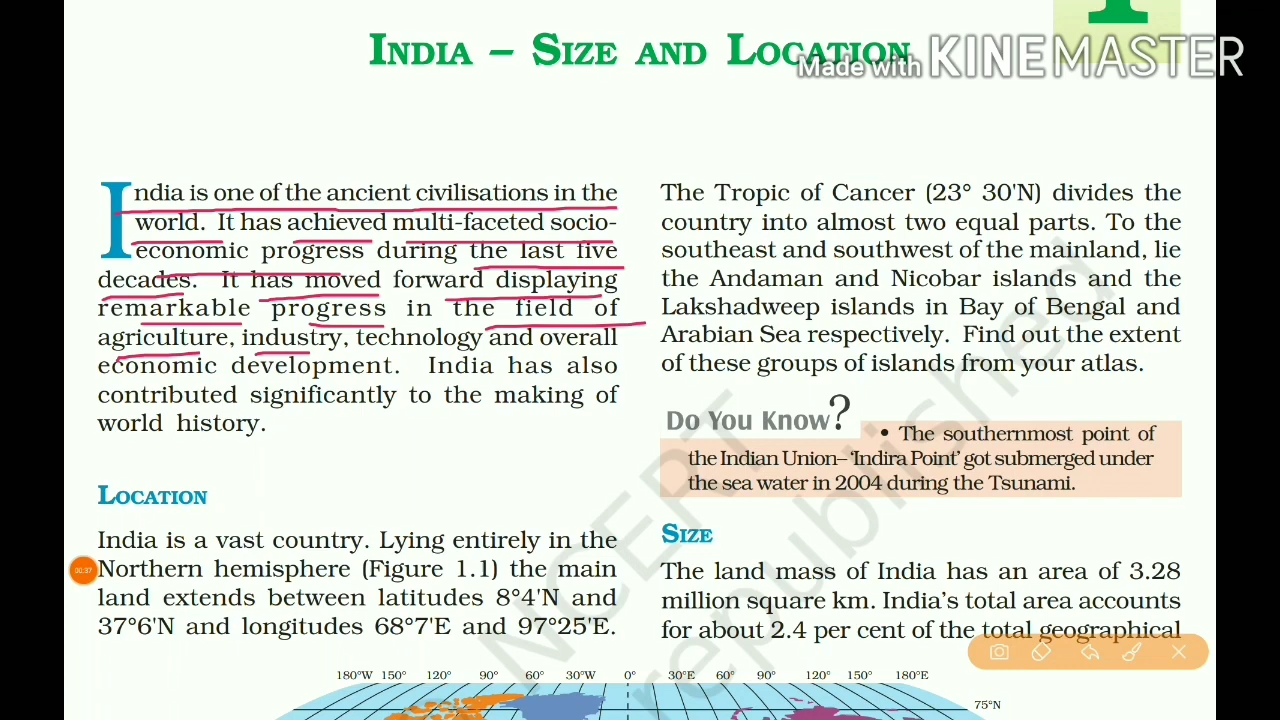 INDIA – SIZE AND LOCATION
Made with KINEMASTER
India is one of the ancient civilisations in the
world. It has achieved multi-faceted socio-
economic progress during the last five
decades. It has moved forward displaying
remarkable progress in the field of
agriculture, industry, technology and overall
economic development. India has also
contributed significantly to the making of
world history.
LOCATION
India is a vast country. Lying entirely in the
Northern hemisphere (Figure 1.1) the main
land extends between latitudes 8°4'N and
37°6'N and longitudes 68°7'E and 97°25'E.
The Tropic of Cancer (23° 30'N) divides the
country into almost two equal parts. To the
southeast and southwest of the mainland, lie
the Andaman and Nicobar islands and the
Lakshadweep islands in Bay of Bengal and
Arabian Sea respectively. Find out the extent
of these groups of islands from your atlas.
Do You Know?
• The southernmost point of
the Indian Union– 'Indira Point' got submerged under
the sea water in 2004 during the Tsunami.
SIZE
The land mass of India has an area of 3.28
million square km. India's total area accounts
for about 2.4 per cent of the total geographical
00:37
180°W 150° 120° 90° 60° 30°W 0° 30°E 60° 90° 120° 150° 180°E
75°N
NCERT
republished